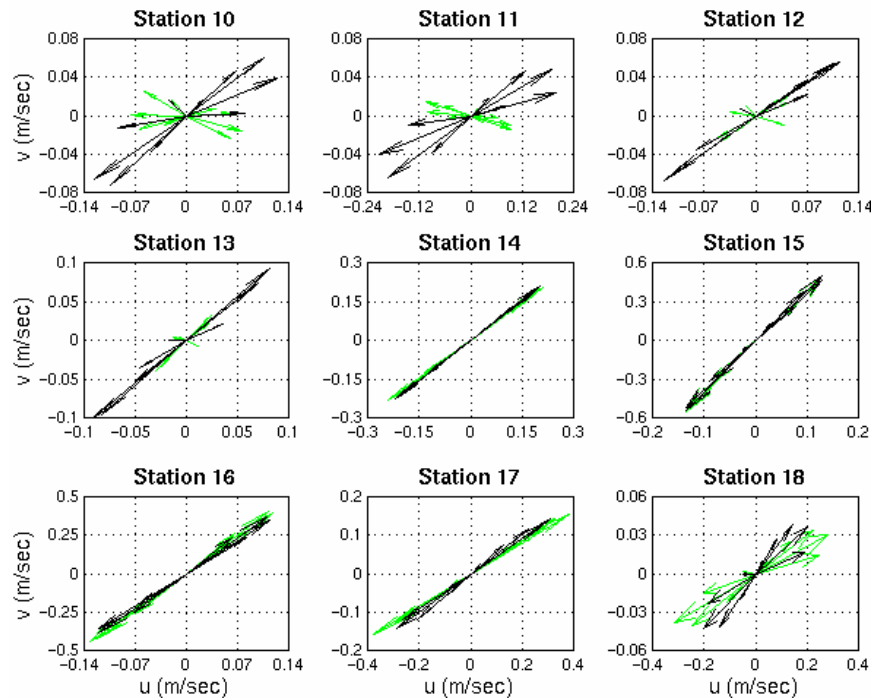 Station 10 Station 11 Station 12
0.08 0.08 0.08
0.04 0.04 0.04
v (m/sec) 0 0 0
−0.04 −0.04 −0.04
−0.08 −0.08 −0.08
−0.14 −0.07 0 0.07 0.14 −0.24 −0.12 0 0.12 0.24 −0.14 −0.07 0 0.07 0.14
Station 13 Station 14 Station 15
0.1 0.3 0.6
0.05 0.15 0.3
v (m/sec) 0 0 0
−0.05 −0.15 −0.3
−0.1 −0.3 −0.6
−0.1 −0.05 0 0.05 0.1 −0.3 −0.15 0 0.15 0.3 −0.2 −0.1 0 0.1 0.2
Station 16 Station 17 Station 18
0.5 0.2 0.06
0.25 0.1 0.03
v (m/sec) 0 0 0
−0.25 −0.1 −0.03
−0.5 −0.2 −0.06
−0.14 −0.07 0 0.07 0.14 −0.4 −0.2 0 0.2 0.4 −0.4 −0.2 0 0.2 0.4
u (m/sec) u (m/sec) u (m/sec)